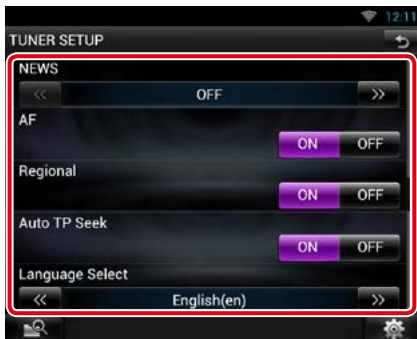 12:11
TUNER SETUP
NEWS
<< OFF >>
AF
ON OFF
Regional
ON OFF
Auto TP Seek
ON OFF
Language Select
<< English(en) >>